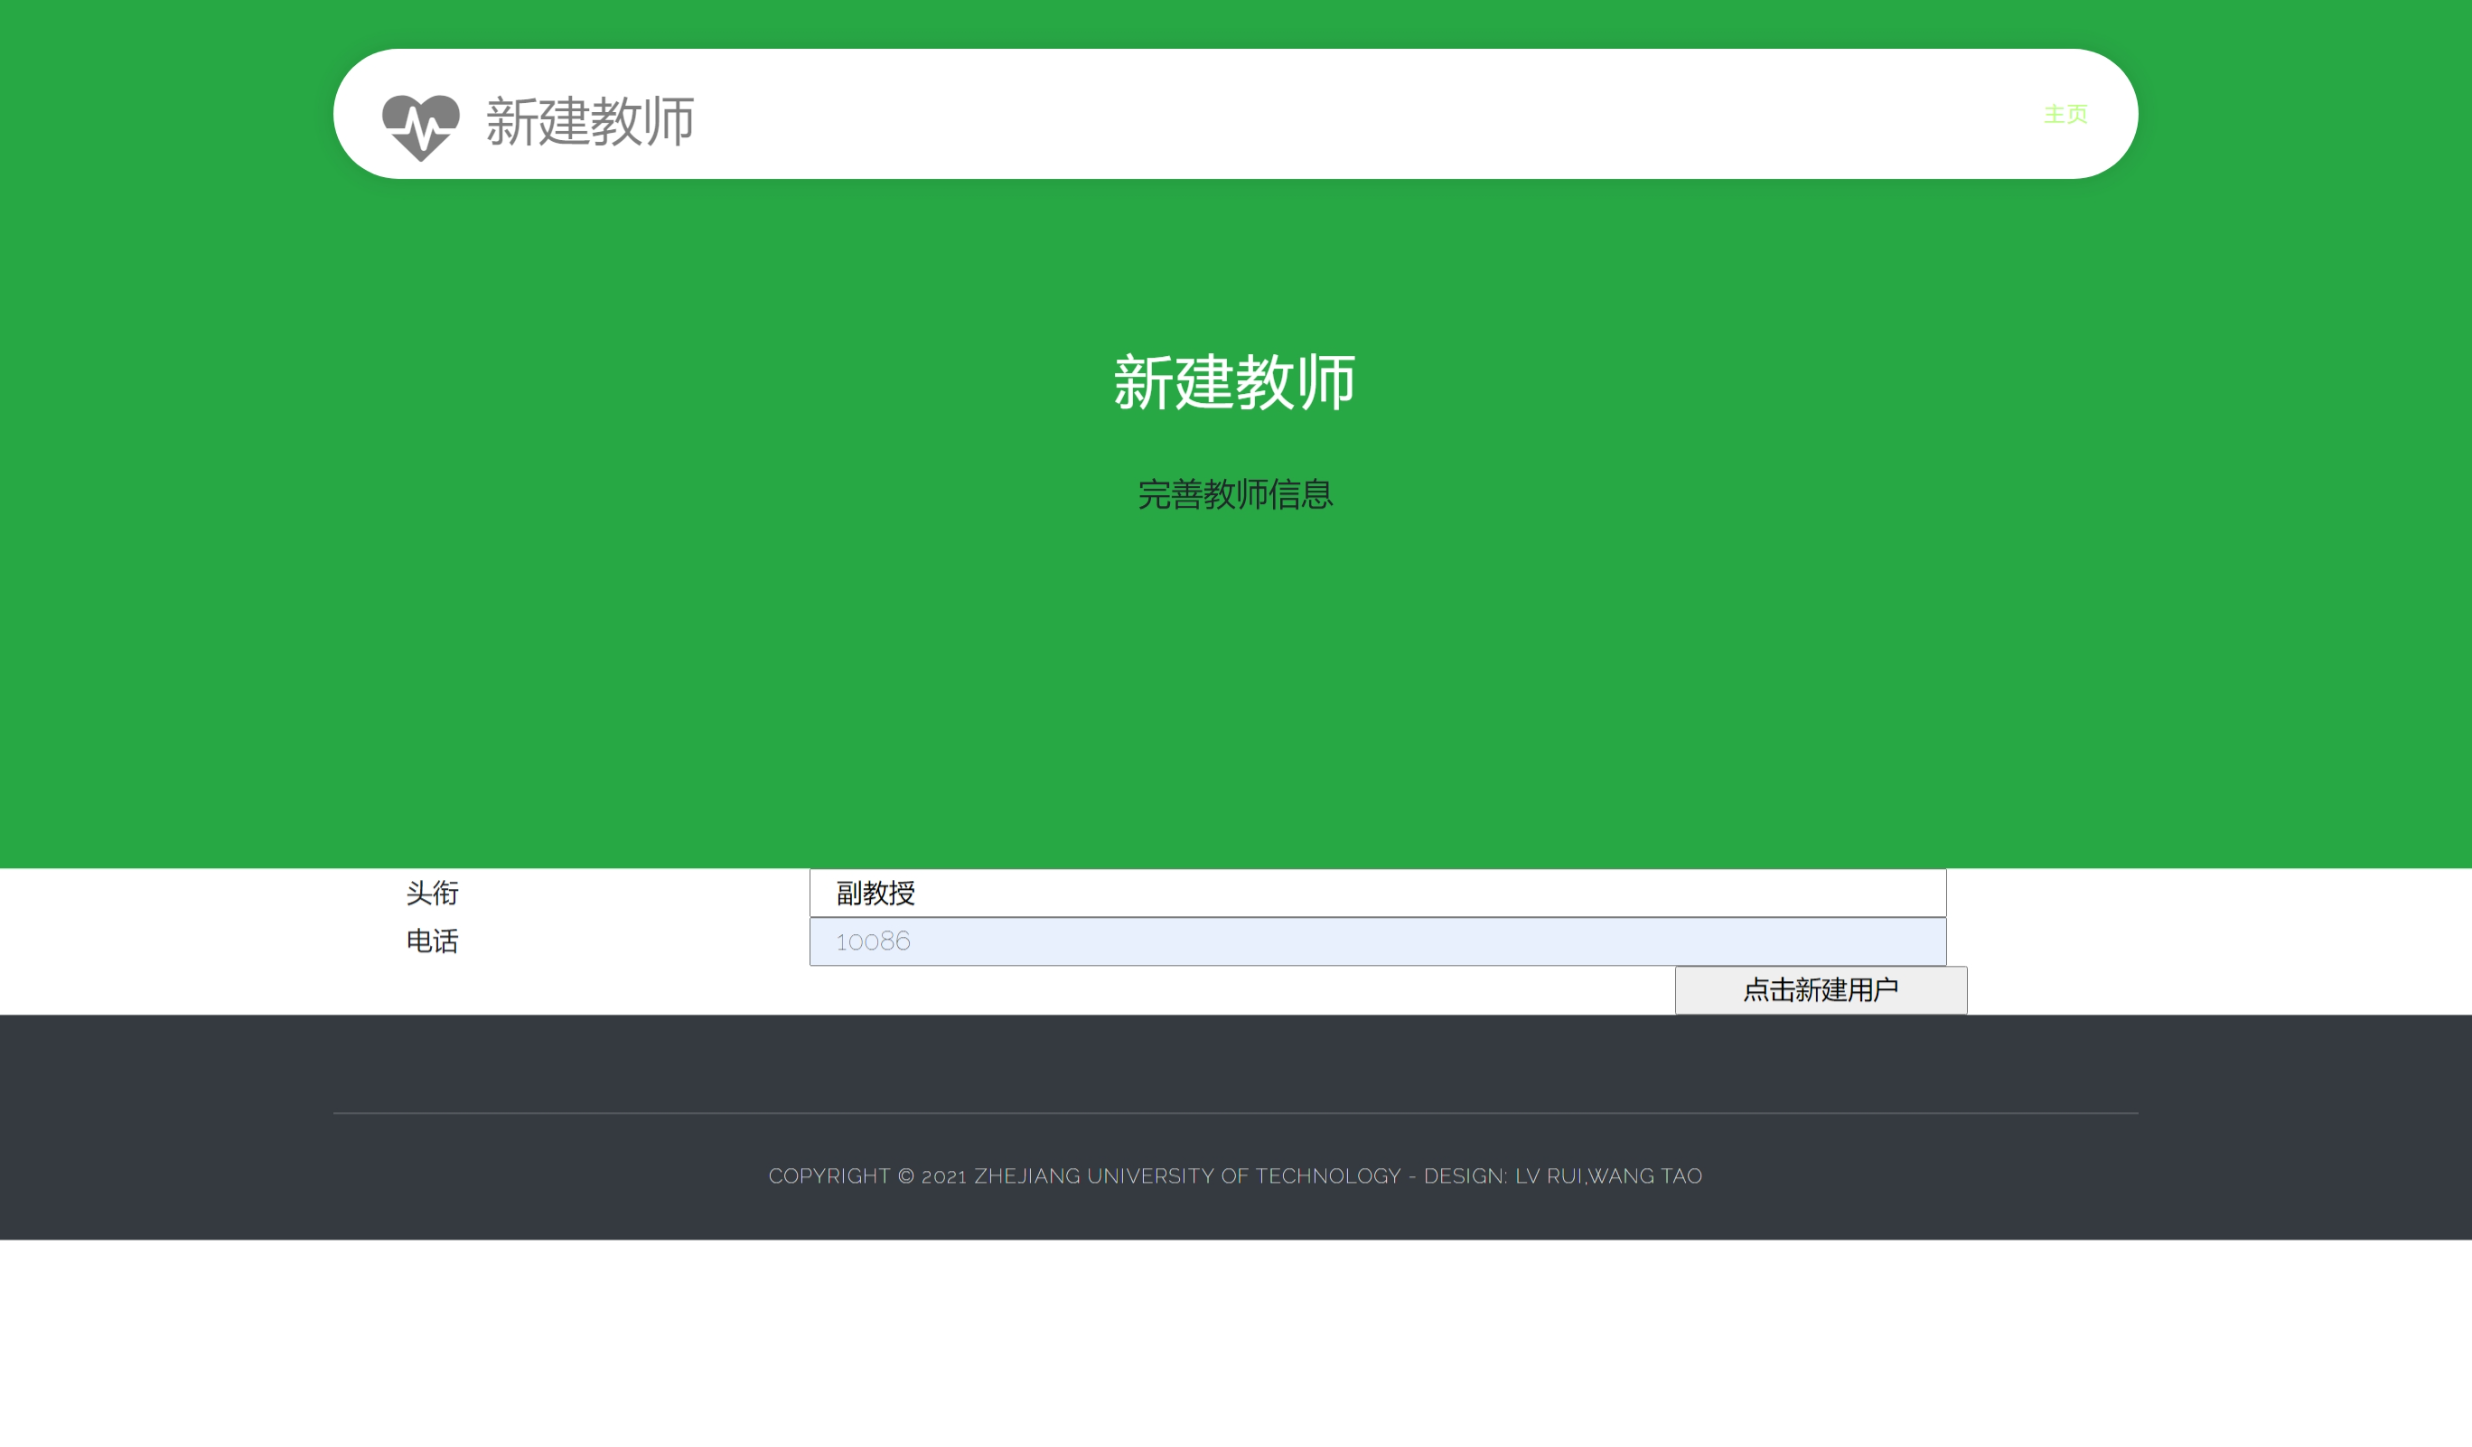 新建教师
主页
新建教师
完善教师信息
头衔 副教授
电话 10086
点击新建用户
COPYRIGHT © 2021 ZHEJIANG UNIVERSITY OF TECHNOLOGY - DESIGN: LV RUI,WANG TAO